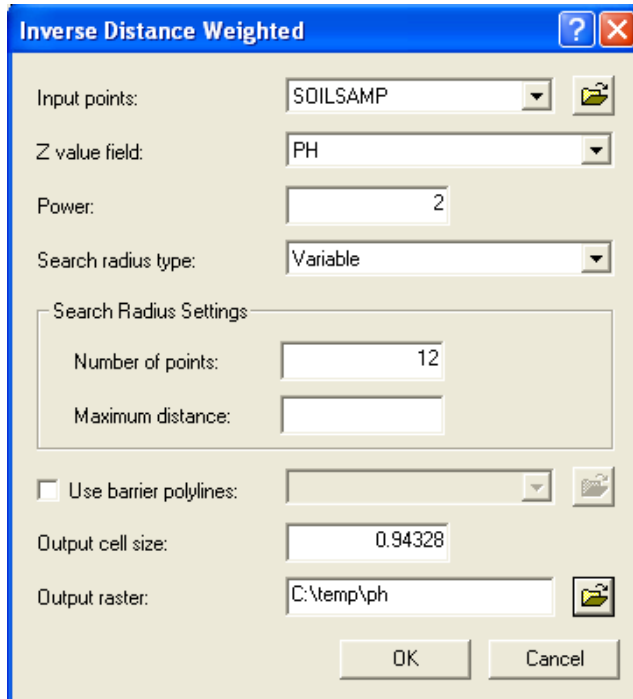 Inverse Distance Weighted
Input points: SOILSAMP
Z value field: PH
Power: 2
Search radius type: Variable
Search Radius Settings
Number of points: 12
Maximum distance:
Use barrier polylines:
Output cell size: 0.94328
Output raster: C:\temp\ph
OK Cancel